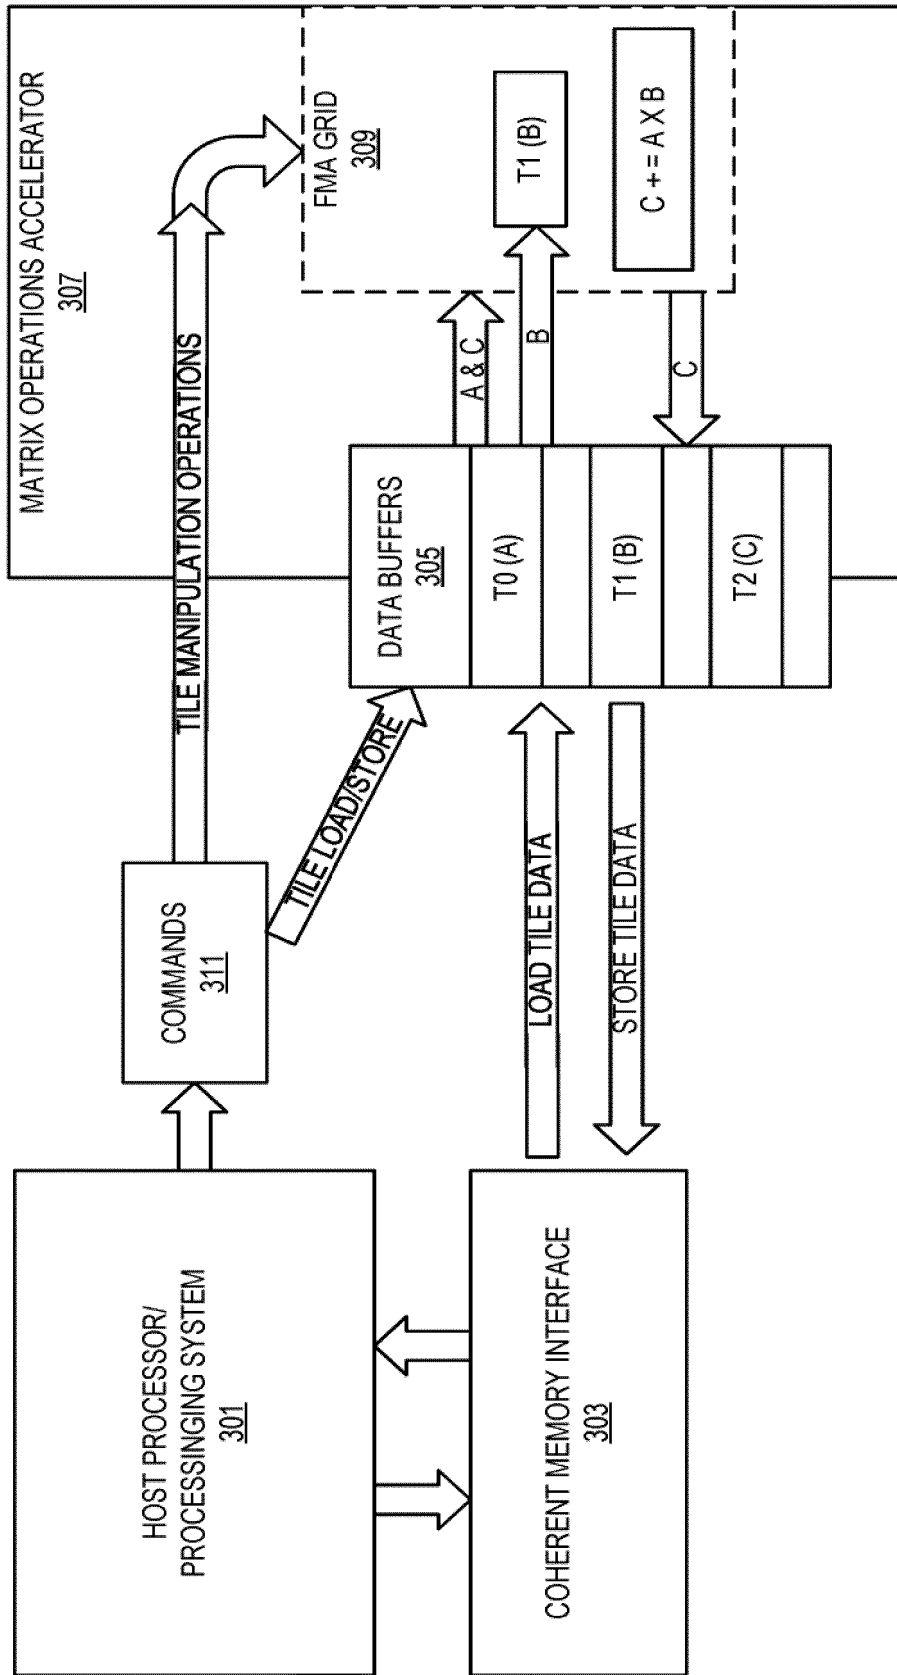 HOST PROCESSOR/
PROCESSINGING SYSTEM
301
COHERENT MEMORY INTERFACE
303
COMMANDS
311
TILE MANIPULATION OPERATIONS
TILE LOAD/STORE
LOAD TILE DATA
STORE TILE DATA
MATRIX OPERATIONS ACCELERATOR
307
DATA BUFFERS
305
T0 (A)
T1 (B)
T2 (C)
A & C
B
C
FMA GRID
309
T1 (B)
C + = A X B